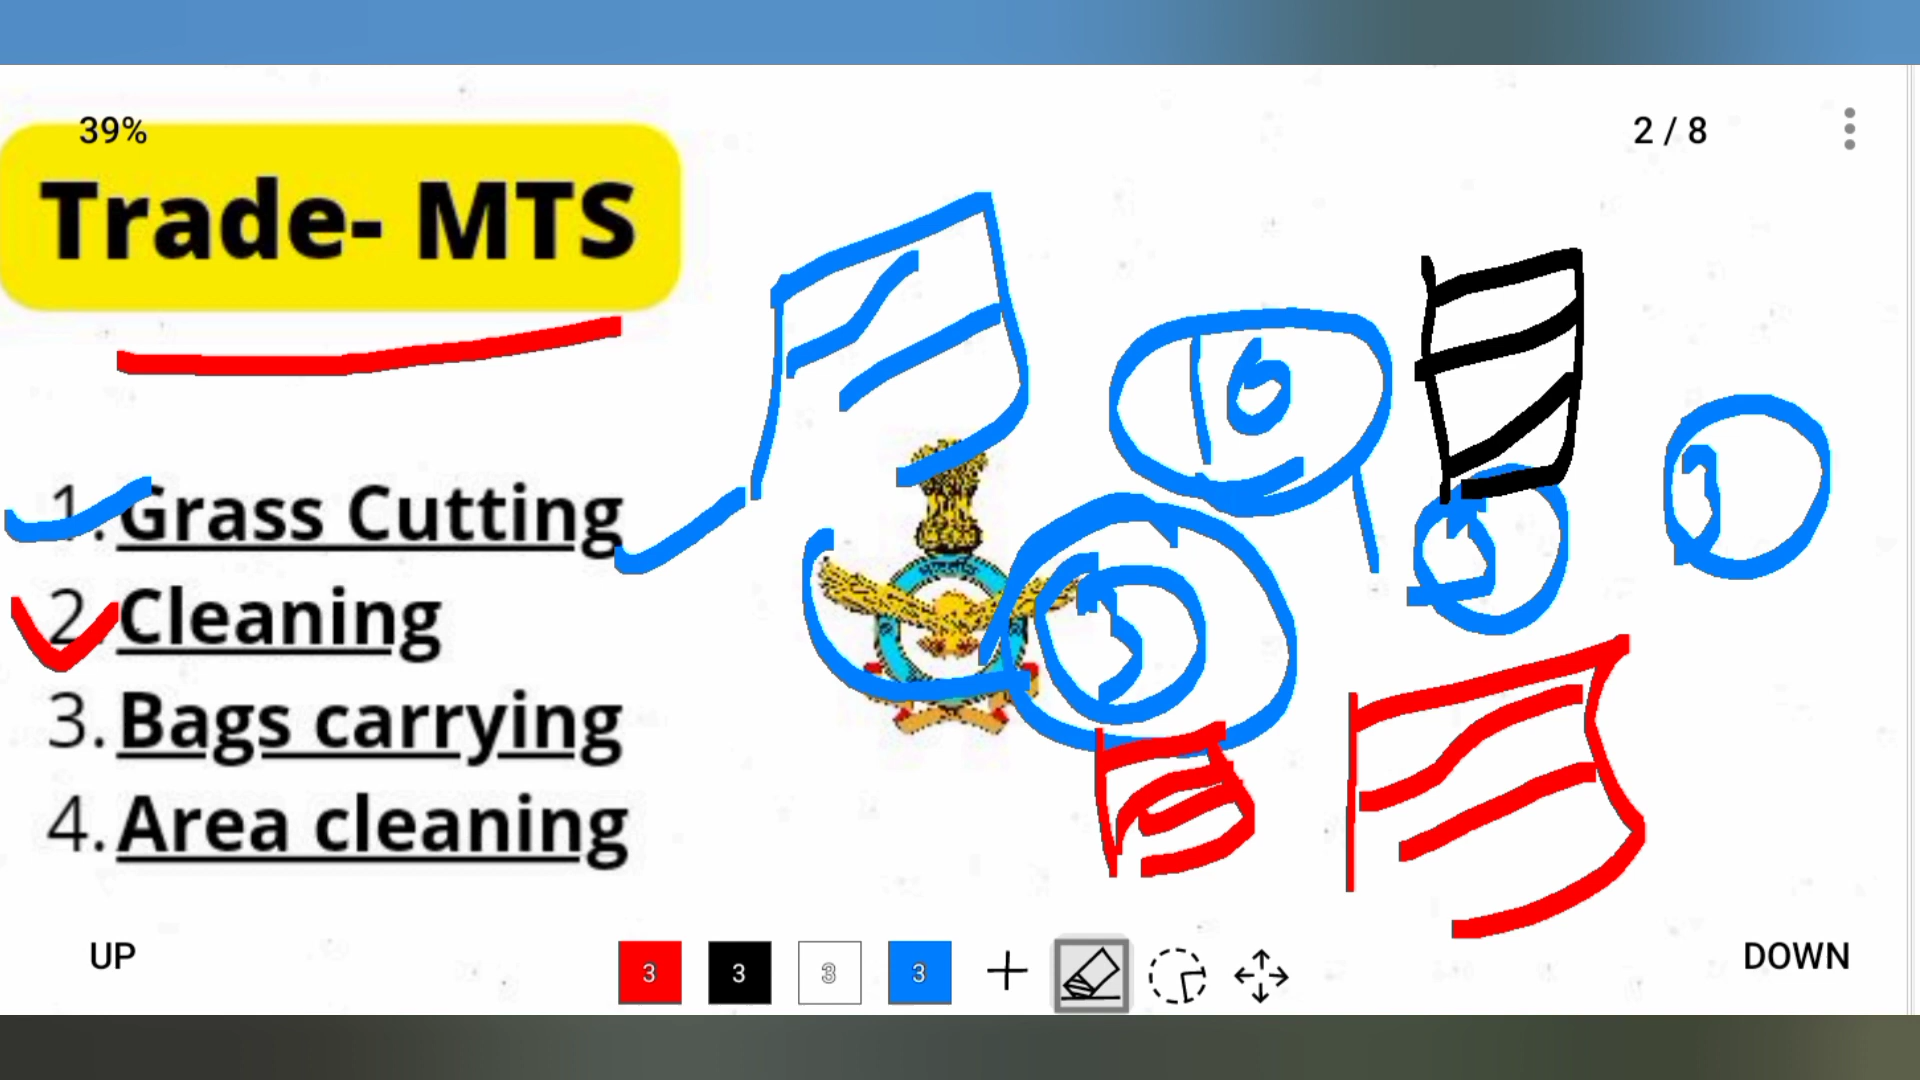 39%
2 / 8
Trade- MTS
1. Grass Cutting
2. Cleaning
3. Bags carrying
4. Area cleaning
UP
3
3
3
3
DOWN